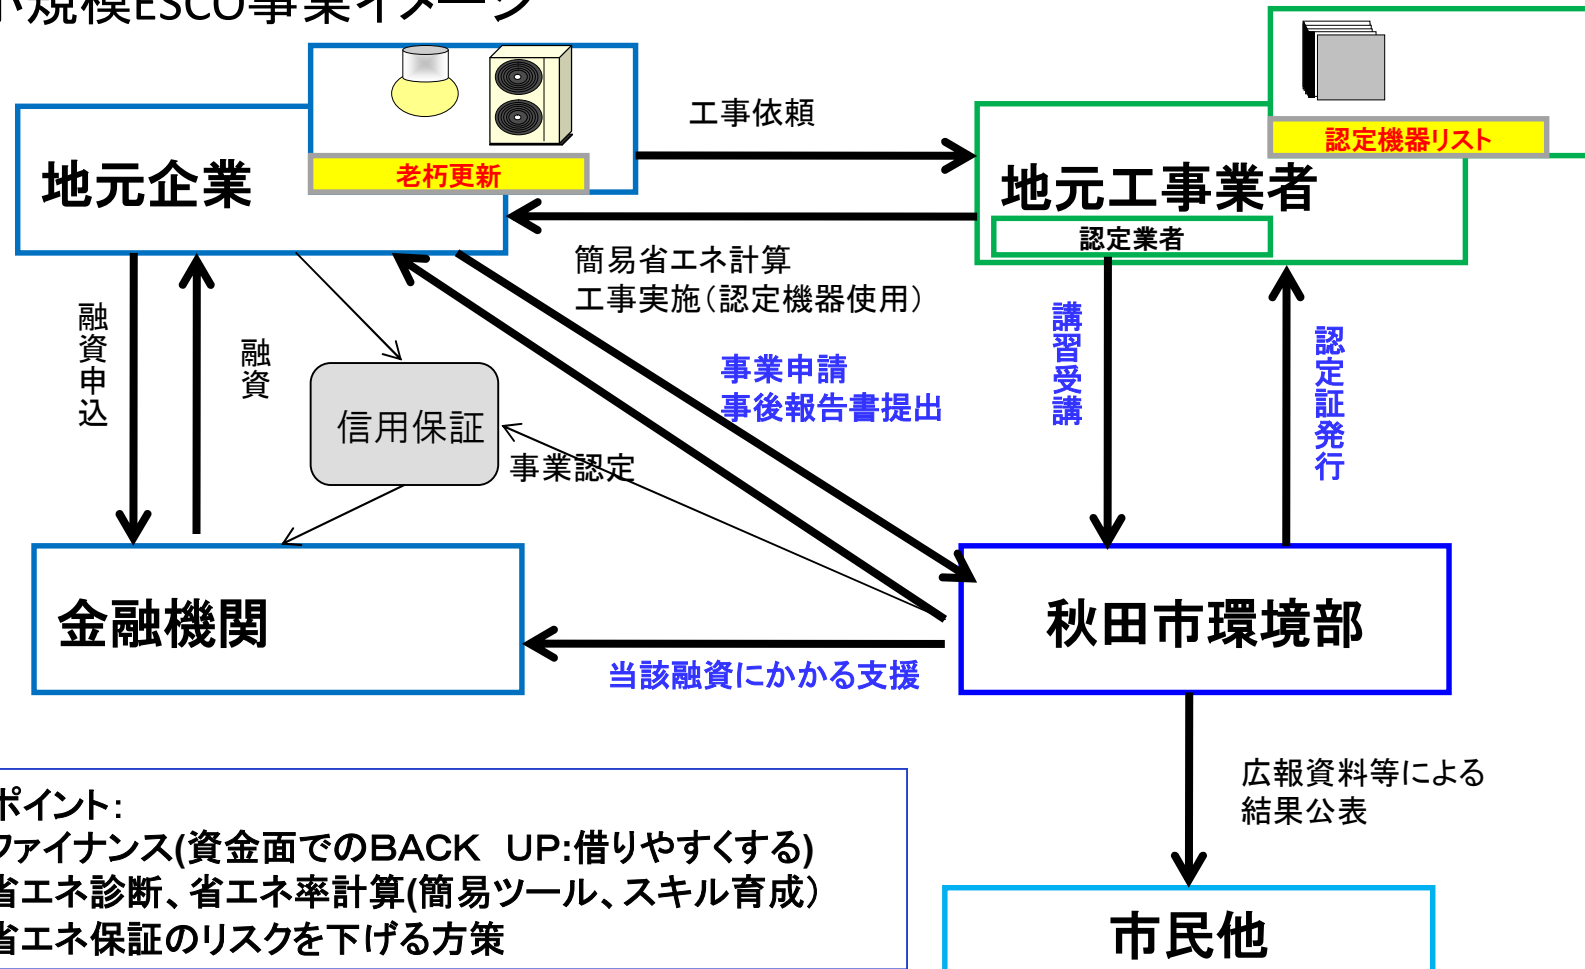 小規模ESCO事業イメージ
工事依頼
認定機器リスト
老朽更新
地元企業
地元工事業者
認定業者
簡易省エネ計算
工事実施(認定機器使用)
融資申込
融資
講習受講
認定証発行
事業申請
事後報告書提出
信用保証
事業認定
金融機関
秋田市環境部
当該融資にかかる支援
広報資料等による
結果公表
ポイント:
ファイナンス(資金面でのBACK UP:借りやすくする)
省エネ診断、省エネ率計算(簡易ツール、スキル育成)
省エネ保証のリスクを下げる方策
市民他